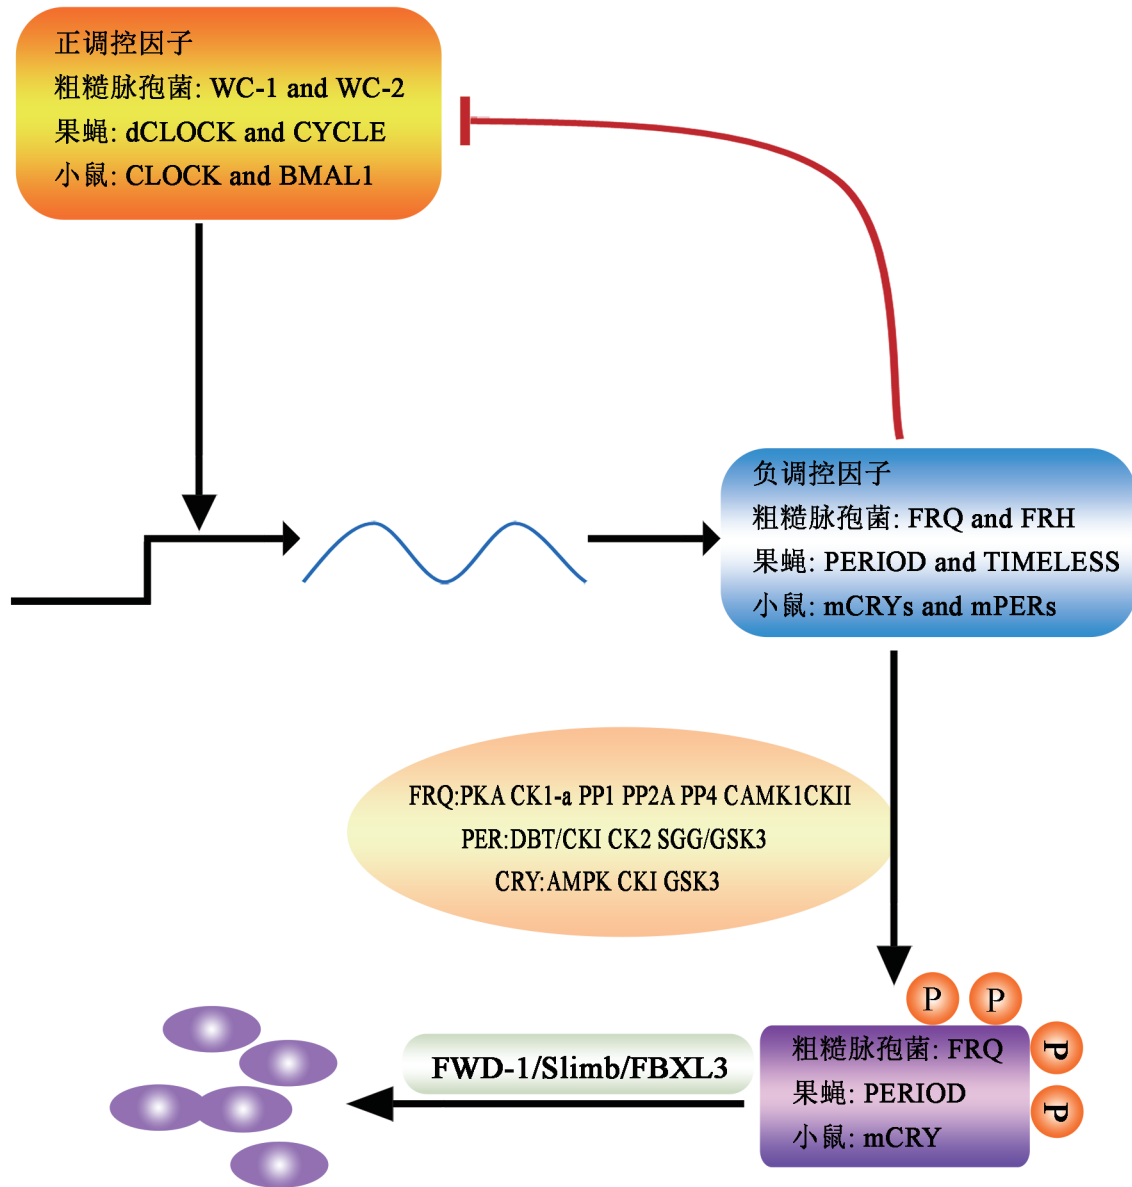 正调控因子
粗糙脉孢菌: WC-1 and WC-2
果蝇: dCLOCK and CYCLE
小鼠: CLOCK and BMAL1
负调控因子
粗糙脉孢菌: FRQ and FRH
果蝇: PERIOD and TIMELESS
小鼠: mCRYs and mPERs
FRQ:PKA CK1-a PP1 PP2A PP4 CAMK1CKII
PER:DBT/CKI CK2 SGG/GSK3
CRY:AMPK CKI GSK3
P
P
P
P
粗糙脉孢菌: FRQ
果蝇: PERIOD
小鼠: mCRY
FWD-1/Slimb/FBXL3